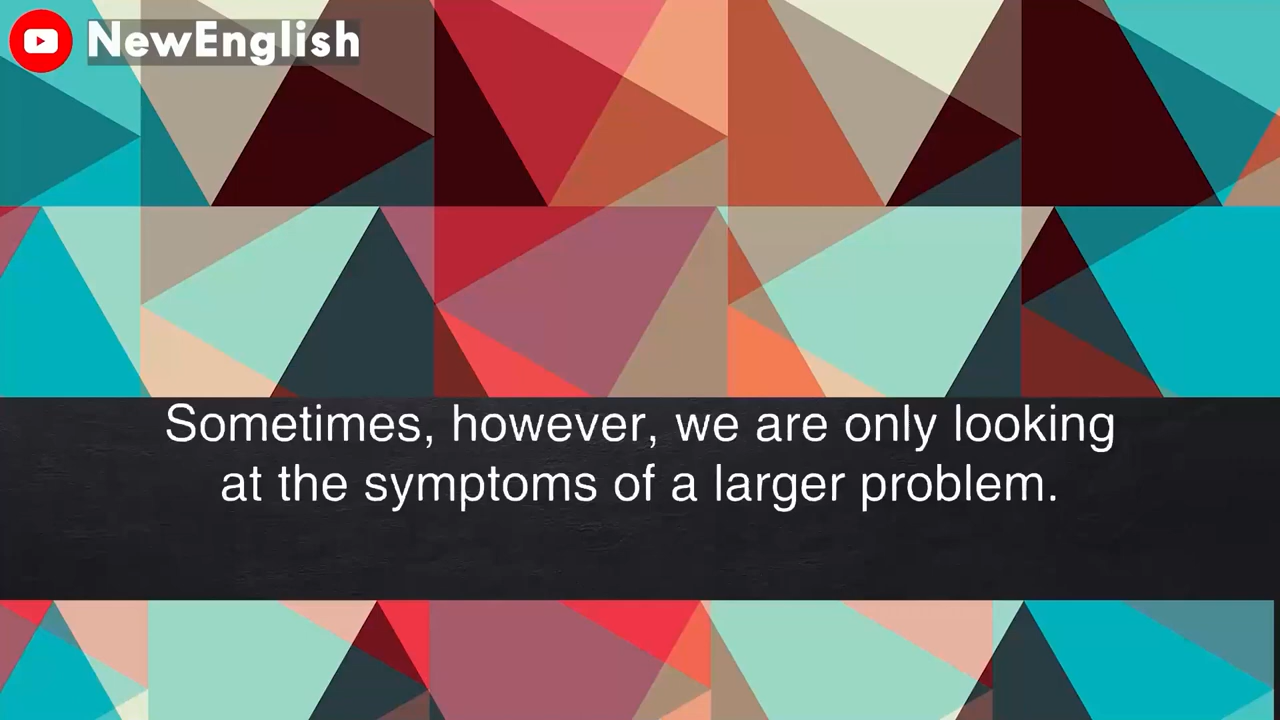 NewEnglish
Sometimes, however, we are only looking
at the symptoms of a larger problem.